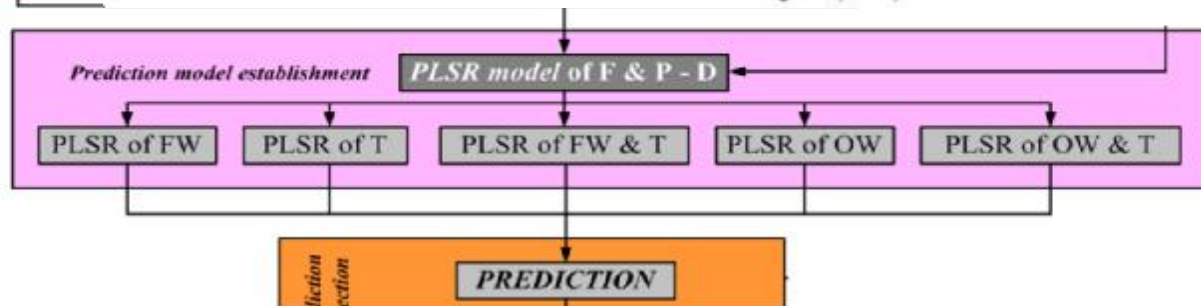 Prediction model establishment
PLSR model of F & P - D
PLSR of FW
PLSR of T
PLSR of FW & T
PLSR of OW
PLSR of OW & T
PREDICTION